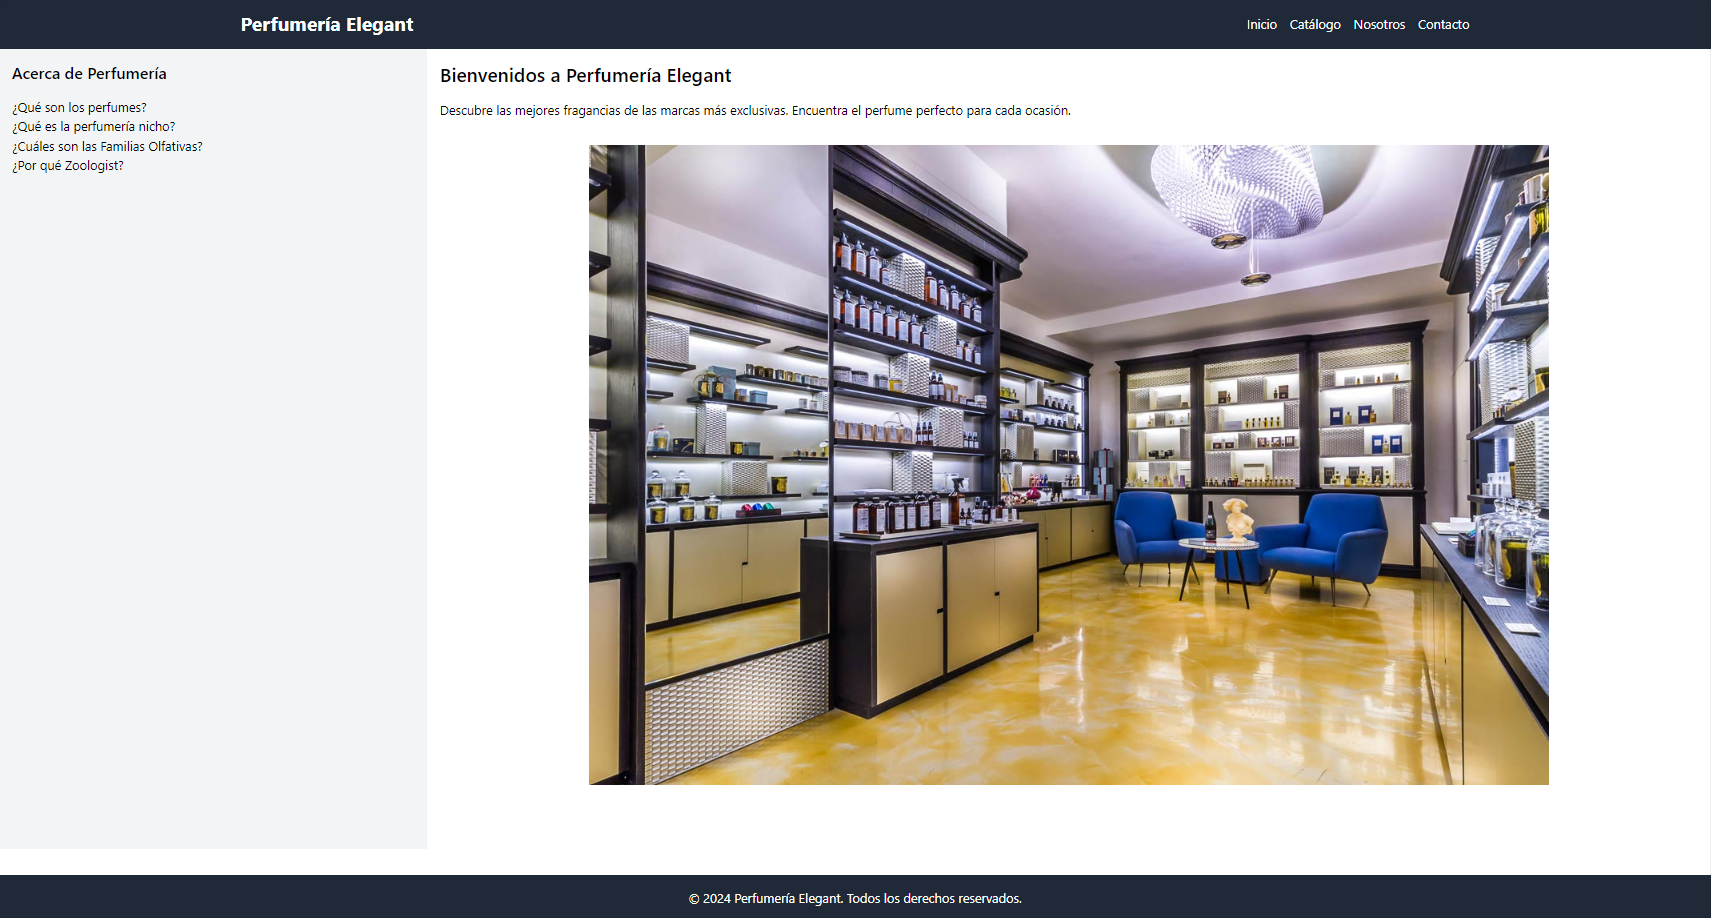 Perfumería Elegant
Inicio Catálogo Nosotros Contacto
Acerca de Perfumería
¿Qué son los perfumes?
¿Qué es la perfumería nicho?
¿Cuáles son las Familias Olfativas?
¿Por qué Zoologist?
Bienvenidos a Perfumería Elegant
Descubre las mejores fragancias de las marcas más exclusivas. Encuentra el perfume perfecto para cada ocasión.
© 2024 Perfumería Elegant. Todos los derechos reservados.